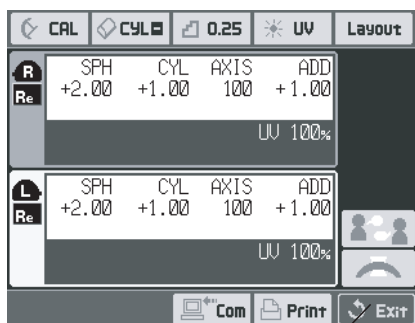 CAL CYL 0.25 UV Layout
R SPH CYL AXIS ADD
Re +2.00 +1.00 100 +1.00
UV 100%
L SPH CYL AXIS ADD
Re +2.00 +1.00 100 +1.00
UV 100%
Com Print Exit